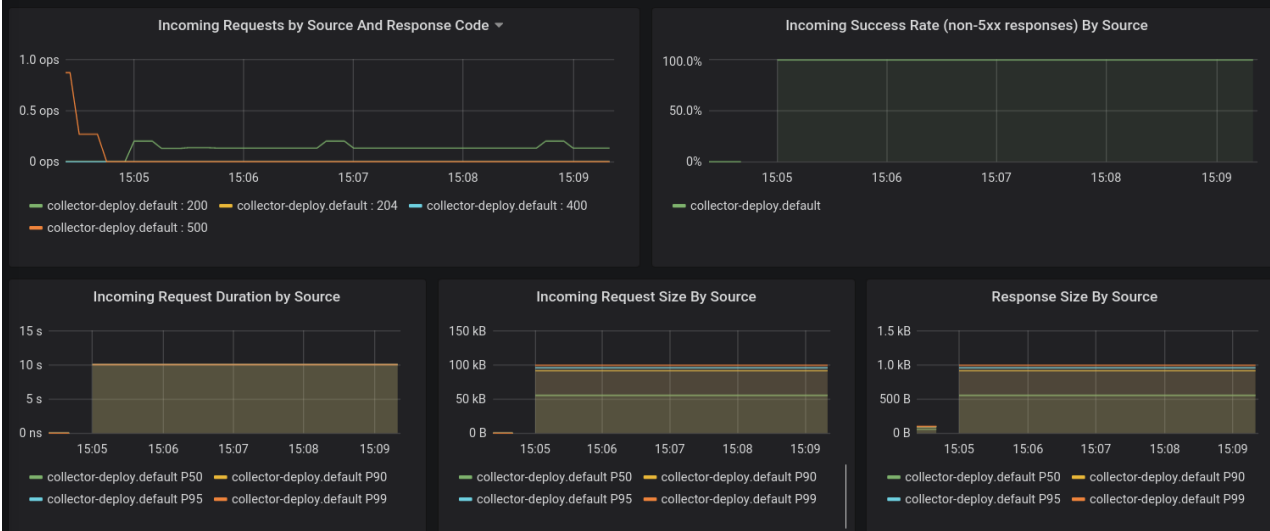 Incoming Requests by Source And Response Code
1.0 ops
0.5 ops
0 ops
15:05 15:06 15:07 15:08 15:09
collector-deploy.default : 200 collector-deploy.default : 204 collector-deploy.default : 400
collector-deploy.default : 500
Incoming Success Rate (non-5xx responses) By Source
100.0%
50.0%
0%
15:05 15:06 15:07 15:08 15:09
collector-deploy.default
Incoming Request Duration by Source
15 s
10 s
5 s
0 ns
15:05 15:06 15:07 15:08 15:09
collector-deploy.default P50 collector-deploy.default P90
collector-deploy.default P95 collector-deploy.default P99
Incoming Request Size By Source
150 kB
100 kB
50 kB
0 B
15:05 15:06 15:07 15:08 15:09
collector-deploy.default P50 collector-deploy.default P90
collector-deploy.default P95 collector-deploy.default P99
Response Size By Source
1.5 kB
1.0 kB
500 B
0 B
15:05 15:06 15:07 15:08 15:09
collector-deploy.default P50 collector-deploy.default P90
collector-deploy.default P95 collector-deploy.default P99